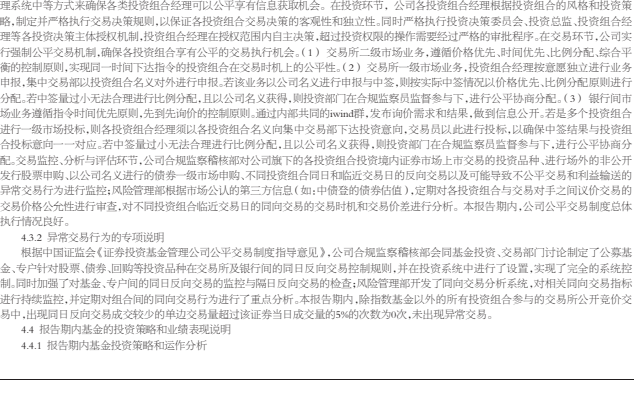 理系统中等方式来确保各类投资组合经理可以公平享有信息获取机会。在投资环节，公司各投资组合经理根据投资组合的风格和投资策
略，制定并严格执行交易决策规则，以保证各投资组合交易决策的客观性和独立性。同时严格执行投资决策委员会、投资总监、投资组合经
理等各投资决策主体授权机制，投资组合经理在授权范围内自主决策，超过投资权限的操作需要经过严格的审批程序。在交易环节，公司实
行强制公平交易机制，确保各投资组合享有公平的交易执行机会。（1）交易所二级市场业务，遵循价格优先、时间优先、比例分配、综合平
衡的控制原则，实现同一时间下达指令的投资组合在交易时机上的公平性。（2）交易所一级市场业务，投资组合经理按意愿独立进行业务
申报，集中交易部以投资组合名义对外进行申报。若该业务以公司名义进行申报与中签，则按实际中签情况以价格优先、比例分配原则进行
分配。若中签量过小无法合理进行比例分配，且以公司名义获得，则投资部门在合规监察员监督参与下，进行公平协商分配。（3）银行间市
场业务遵循指令时间优先原则，先到先询价的控制原则。通过内部共同的iwind群，发布询价需求和结果，做到信息公开。若是多个投资组合
进行一级市场投标，则各投资组合经理须以各投资组合名义向集中交易部下达投资意向，交易员以此进行投标，以确保中签结果与投资组
合投标意向一一对应。若中签量过小无法合理进行比例分配，且以公司名义获得，则投资部门在合规监察员监督参与下，进行公平协商分
配。交易监控、分析与评估环节，公司合规监察稽核部对公司旗下的各投资组合投资境内证券市场上市交易的投资品种、进行场外的非公开
发行股票申购、以公司名义进行的债券一级市场申购、不同投资组合同日和临近交易日的反向交易以及可能导致不公平交易和利益输送的
异常交易行为进行监控；风险管理部根据市场公认的第三方信息（如：中债登的债券估值），定期对各投资组合与交易对手之间议价交易的
交易价格公允性进行审查，对不同投资组合临近交易日的同向交易的交易时机和交易价差进行分析。本报告期内，公司公平交易制度总体
执行情况良好。
4.3.2 异常交易行为的专项说明
根据中国证监会《证券投资基金管理公司公平交易制度指导意见》，公司合规监察稽核部会同基金投资、交易部门讨论制定了公募基
金、专户针对股票、债券、回购等投资品种在交易所及银行间的同日反向交易控制规则，并在投资系统中进行了设置，实现了完全的系统控
制。同时加强了对基金、专户间的同日反向交易的监控与隔日反向交易的检查；风险管理部开发了同向交易分析系统，对相关同向交易指标
进行持续监控，并定期对组合间的同向交易行为进行了重点分析。本报告期内，除指数基金以外的所有投资组合参与的交易所公开竞价交
易中，出现同日反向交易成交较少的单边交易量超过该证券当日成交量的5%的次数为0次，未出现异常交易。
4.4 报告期内基金的投资策略和业绩表现说明
4.4.1 报告期内基金投资策略和运作分析